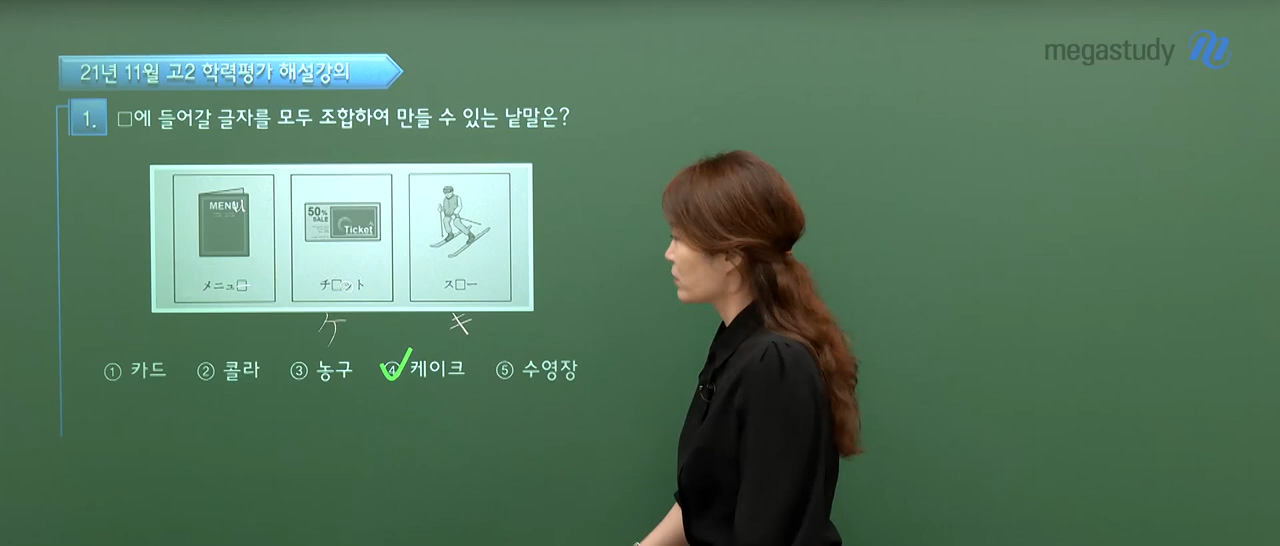 megastudy
21년 11월 고2 학력평가 해설강의
1. □에 들어갈 글자를 모두 조합하여 만들 수 있는 낱말은?
MENU
50%
SALE
Ticket
メニュ□ チ□ット ス□ー
ケ キ
① 카드 ② 콜라 ③ 농구 ④ 케이크 ⑤ 수영장